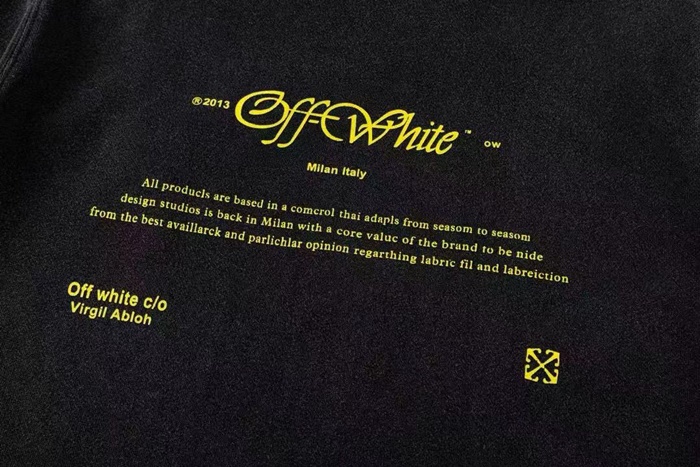 ®2013 Off-White ™ ow
Milan Italy
All producls are based in a comcrol thai adapls from seasom to seasom
design studios is back in Milan with a core valuc of the brand to be nide
from the best availlarck and parlichlar opinion regarthing labric fil and labreiction
Off white c/o
Virgil Abloh